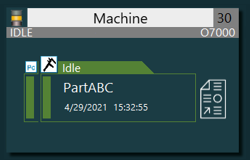 Machine 30
IDLE O7000
Pc Idle
PartABC
4/29/2021 15:32:55